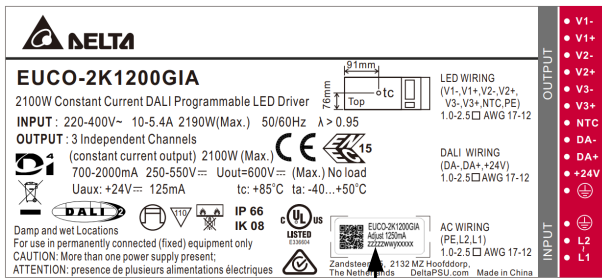 DELTA
EUCO-2K1200GIA
2100W Constant Current DALI Programmable LED Driver
INPUT : 220-400V~ 10-5.4A 2190W(Max.) 50/60Hz λ > 0.95
OUTPUT : 3 Independent Channels
(constant current output) 2100W (Max.)
700-2000mA 250-550V⎓ Uout=600V⎓ (Max.) No load
Uaux: +24V⎓ 125mA tc: +85°C ta: -40...+50°C
91mm
76mm
tc
Top
CE
15
D4i
DALI 2
110
IP 66
IK 08
c UL us
LISTED
E336604
Damp and wet Locations
For use in permanently connected (fixed) equipment only
CAUTION: More than one power supply present;
ATTENTION: presence de plusieurs alimentations électriques
EUCO-2K1200GIA
Adjust 1250mA
ZZZZZwwyxxxxx
Zandsteen 15, 2132 MZ Hoofddorp,
The Netherlands DeltaPSU.com Made in China
LED WIRING
(V1-,V1+,V2-,V2+,
V3-,V3+,NTC,PE)
1.0-2.5□ AWG 17-12
DALI WIRING
(DA-,DA+,+24V)
1.0-2.5□ AWG 17-12
AC WIRING
(PE,L2,L1)
1.0-2.5□ AWG 17-12
OUTPUT
V1-
V1+
V2-
V2+
V3-
V3+
NTC
DA-
DA+
+24V
INPUT
L2
~
L1